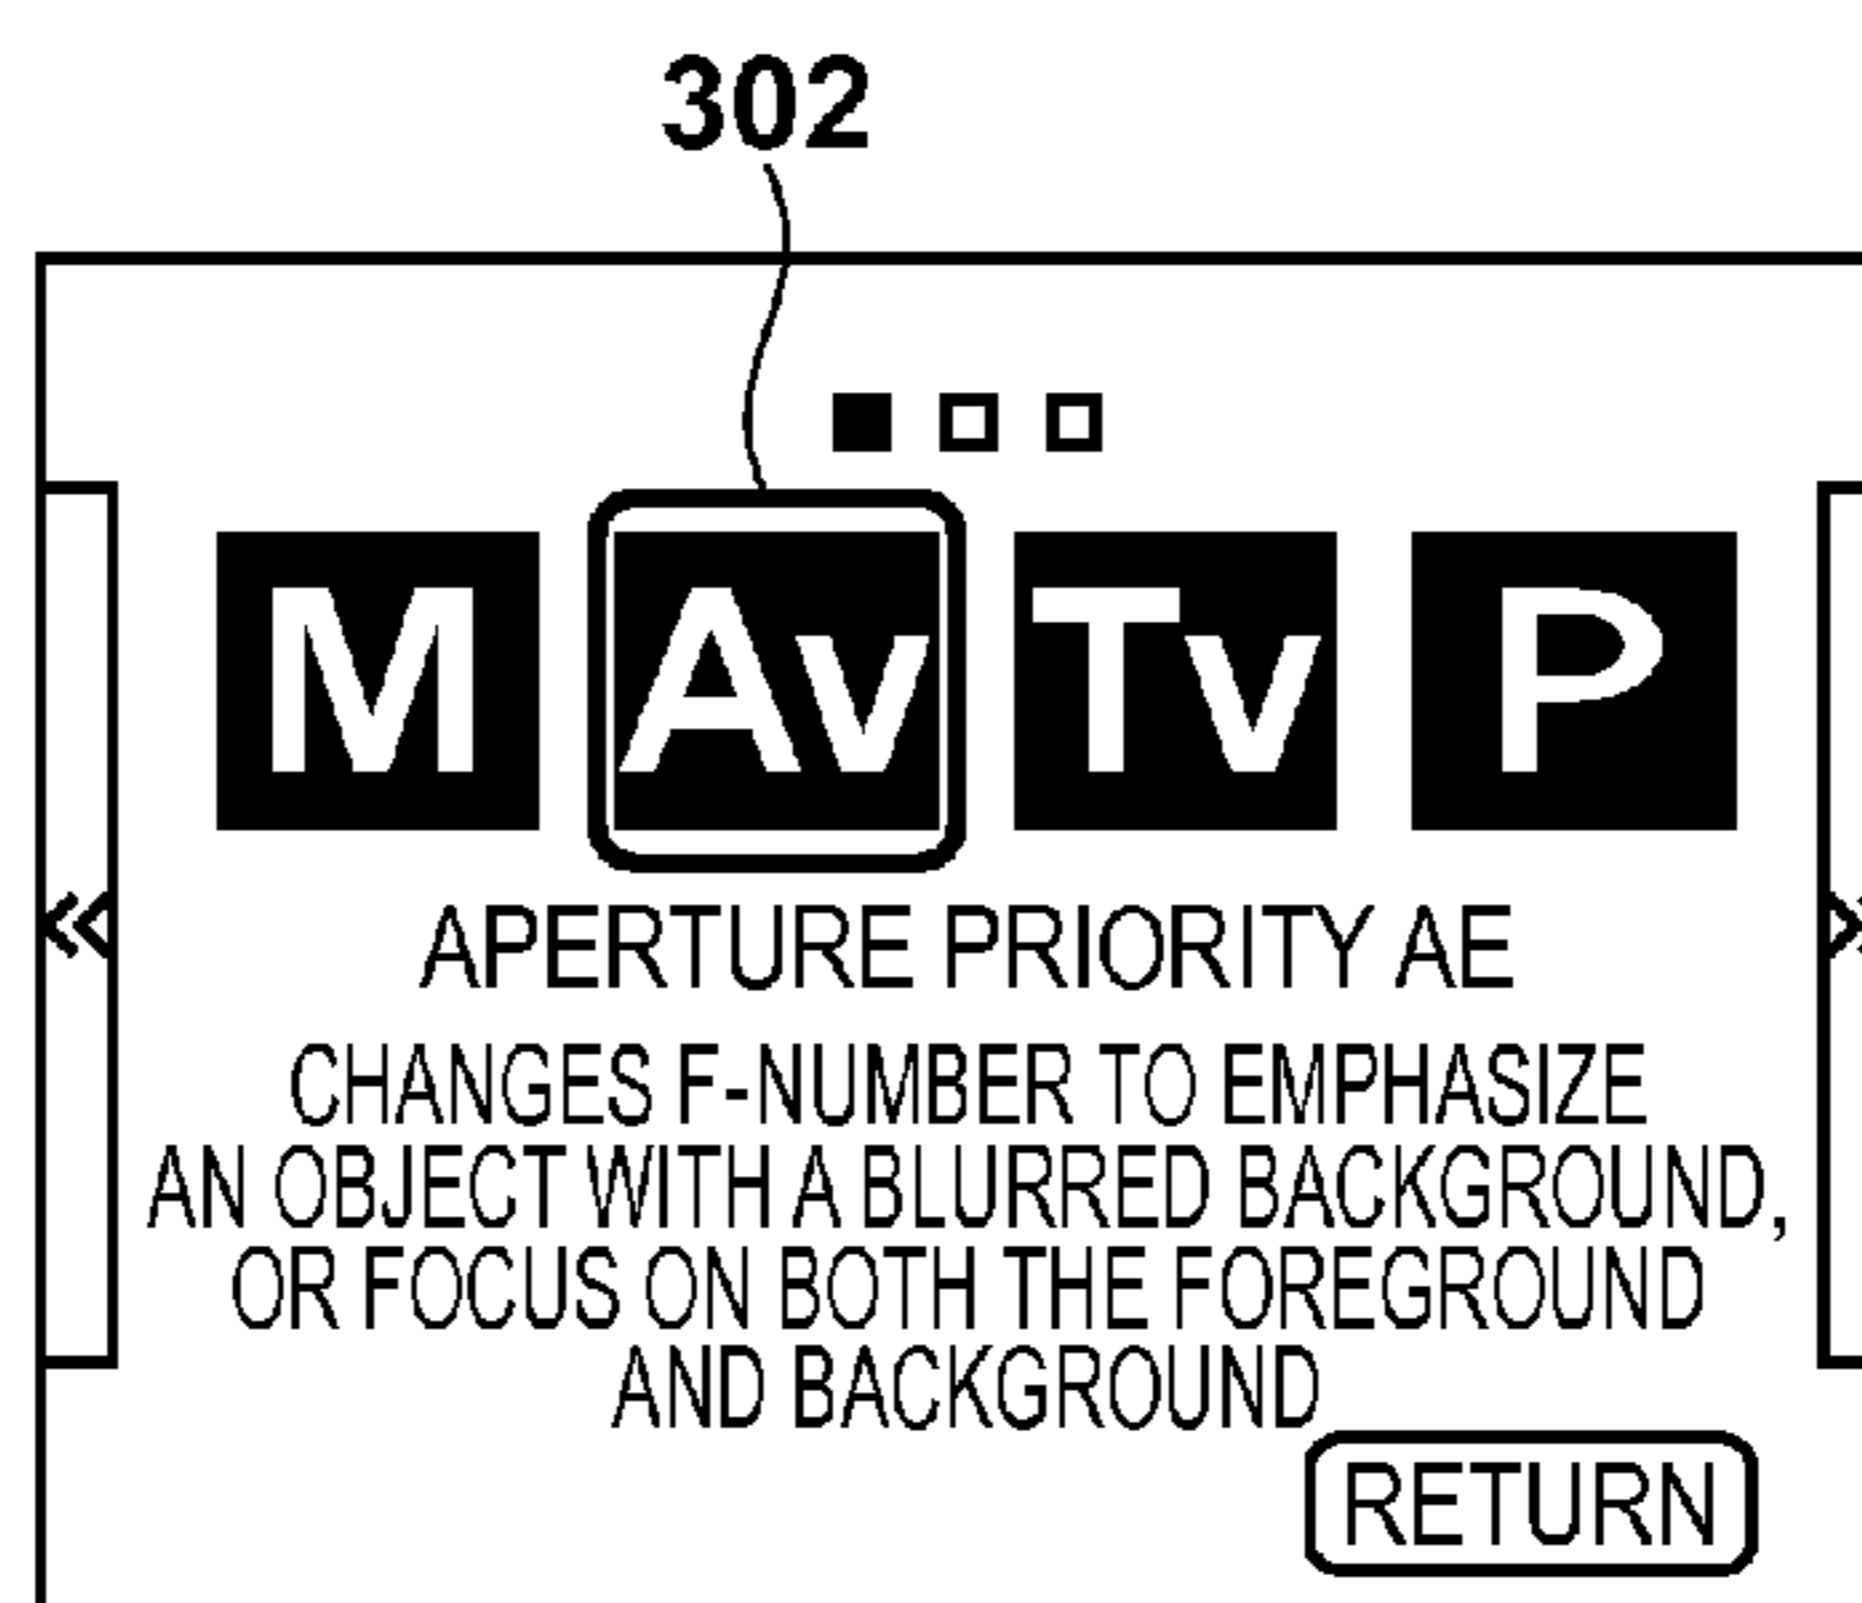 302
M Av Tv P
APERTURE PRIORITY AE
CHANGES F-NUMBER TO EMPHASIZE
AN OBJECT WITH A BLURRED BACKGROUND,
OR FOCUS ON BOTH THE FOREGROUND
AND BACKGROUND
RETURN